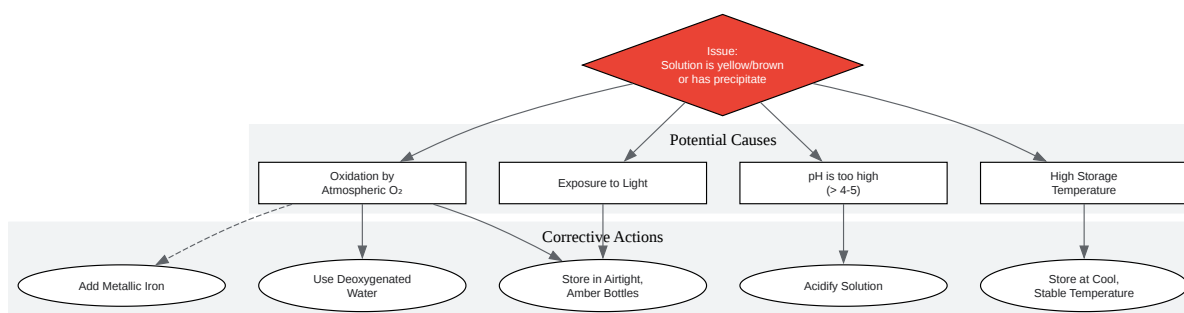 Issue:
Solution is yellow/brown
or has precipitate
Potential Causes
Oxidation by
Atmospheric O₂
Exposure to Light
pH is too high
(> 4-5)
High Storage
Temperature
Corrective Actions
Add Metallic Iron
Use Deoxygenated
Water
Store in Airtight,
Amber Bottles
Acidify Solution
Store at Cool,
Stable Temperature